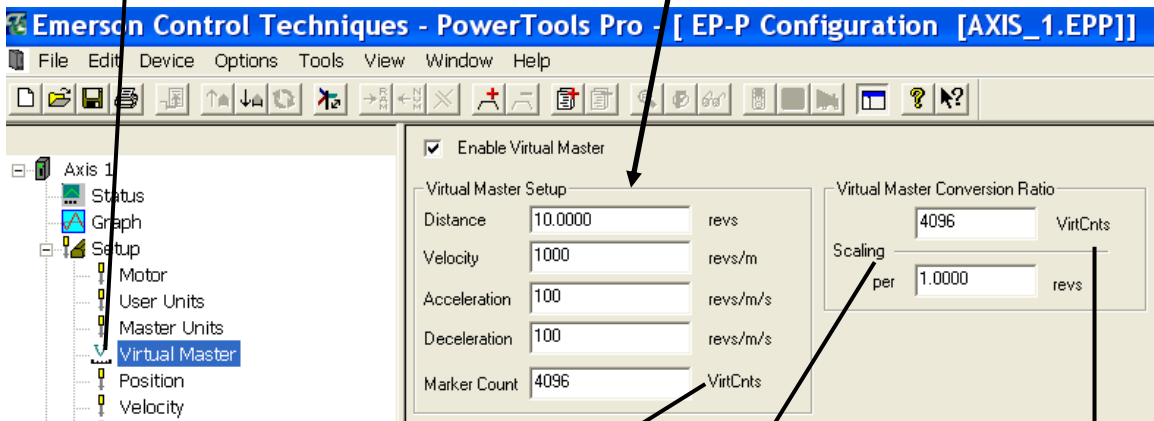 Emerson Control Techniques - PowerTools Pro - [ EP-P Configuration [AXIS_1.EPP]]
File Edit Device Options Tools View Window Help
Axis 1
Status
Graph
Setup
Motor
User Units
Master Units
Virtual Master
Position
Velocity
Enable Virtual Master
Virtual Master Setup
Distance 10.0000 revs
Velocity 1000 revs/m
Acceleration 100 revs/m/s
Deceleration 100 revs/m/s
Marker Count 4096 VirtCnts
Virtual Master Conversion Ratio
4096 VirtCnts
Scaling
per 1.0000 revs